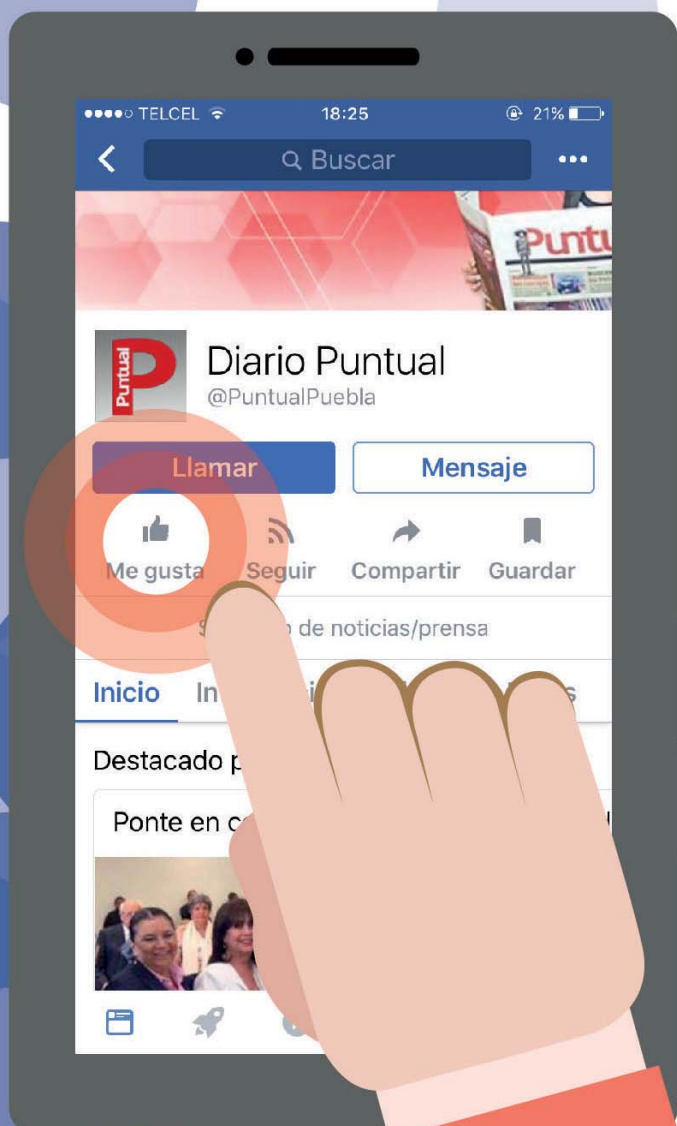 TELCEL 18:25 21%
Buscar
Puntu
Puntual
Diario Puntual
@PuntualPuebla
Llamar Mensaje
Me gusta Seguir Compartir Guardar
de noticias/prensa
Inicio
Destacado
Ponte en